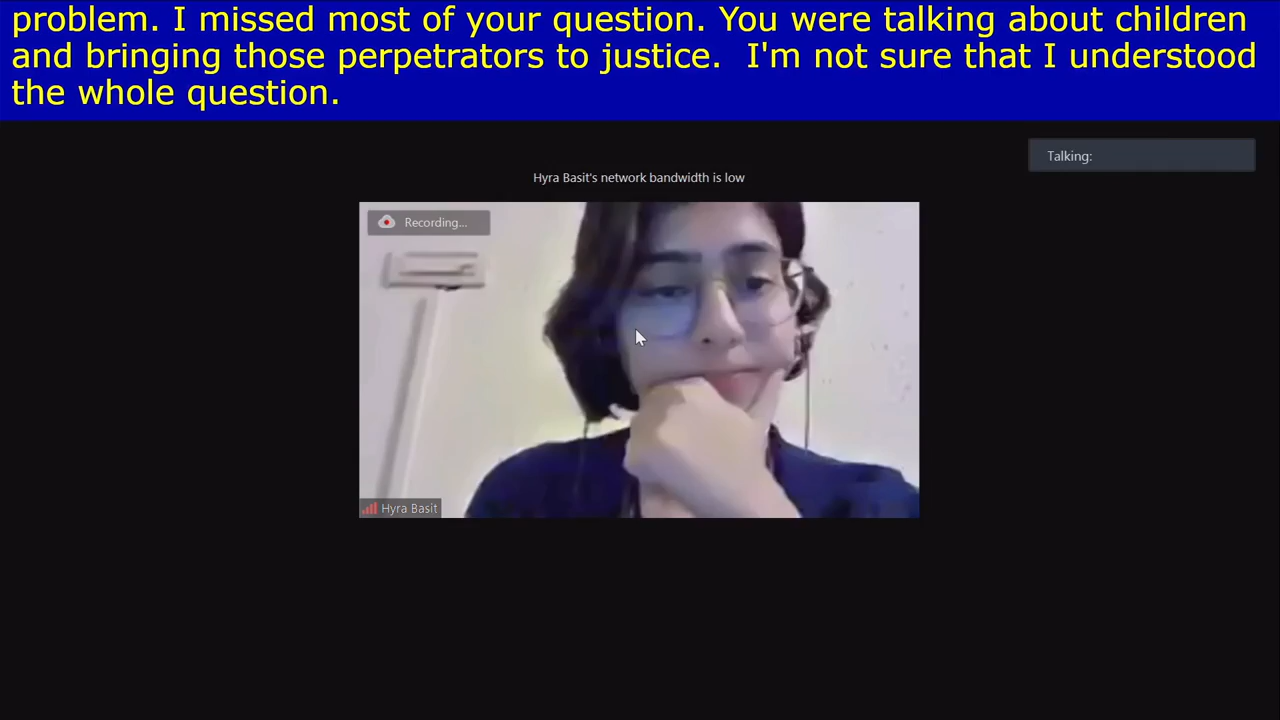 problem. I missed most of your question. You were talking about children
and bringing those perpetrators to justice.  I'm not sure that I understood
the whole question.
Talking:
Hyra Basit's network bandwidth is low
Recording...
Hyra Basit